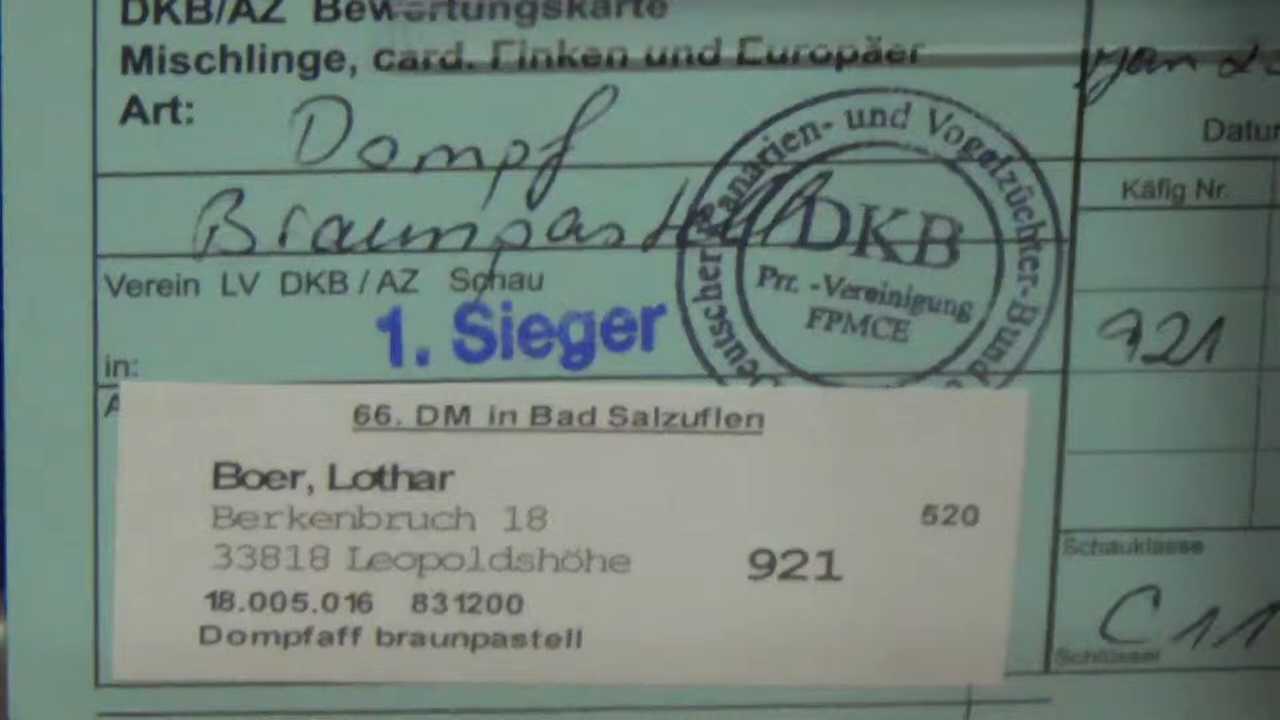 DKB/AZ Bewertungskarte
Mischlinge, card. Finken und Europäer
Art:
Dompf
Braunpastell
Verein LV DKB / AZ Schau
1. Sieger
in:
Deutscher Kanarien- und Vogelzüchter-Bund
DKB
Prr. -Vereinigung
FPMCE
Käfig Nr.
921
Schauklasse
C 11
Schlüssel
66. DM in Bad Salzuflen
Boer, Lothar
Berkenbruch 18
520
33818 Leopoldshöhe
921
18.005.016 831200
Dompfaff braunpastell